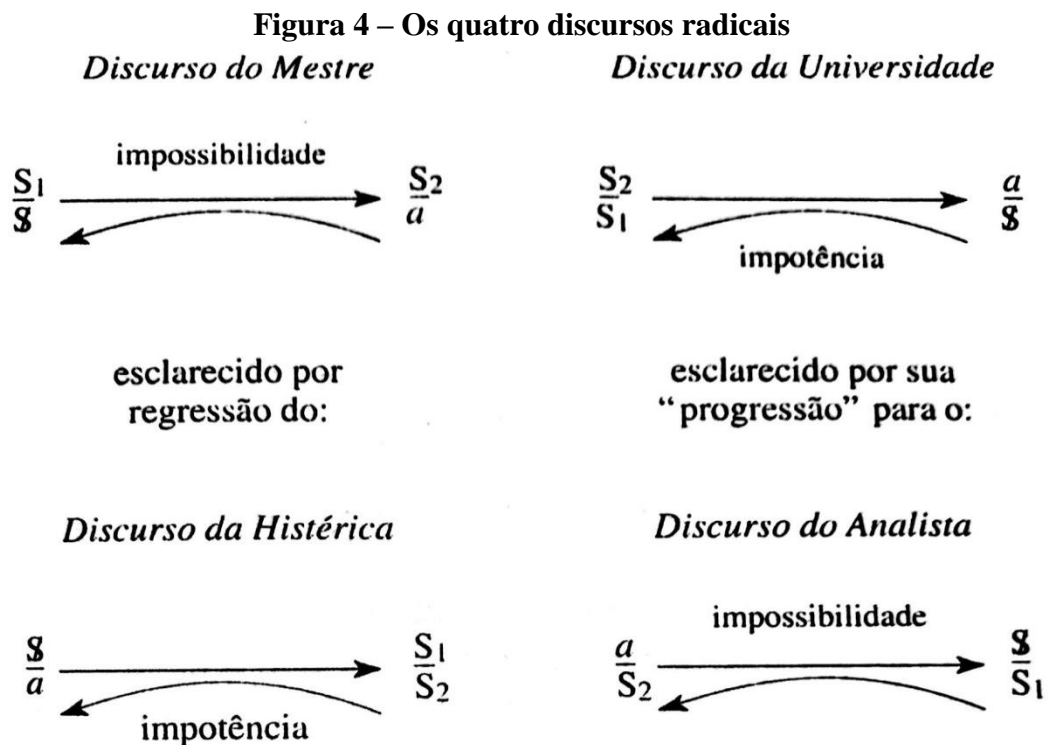 Figura 4 – Os quatro discursos radicais
Discurso do Mestre
impossibilidade
S1
$
S2
a
Discurso da Universidade
S2
S1
a
$
impotência
esclarecido por
regressão do:
esclarecido por sua
“progressão” para o:
Discurso da Histérica
$
a
S1
S2
impotência
Discurso do Analista
impossibilidade
a
S2
$
S1